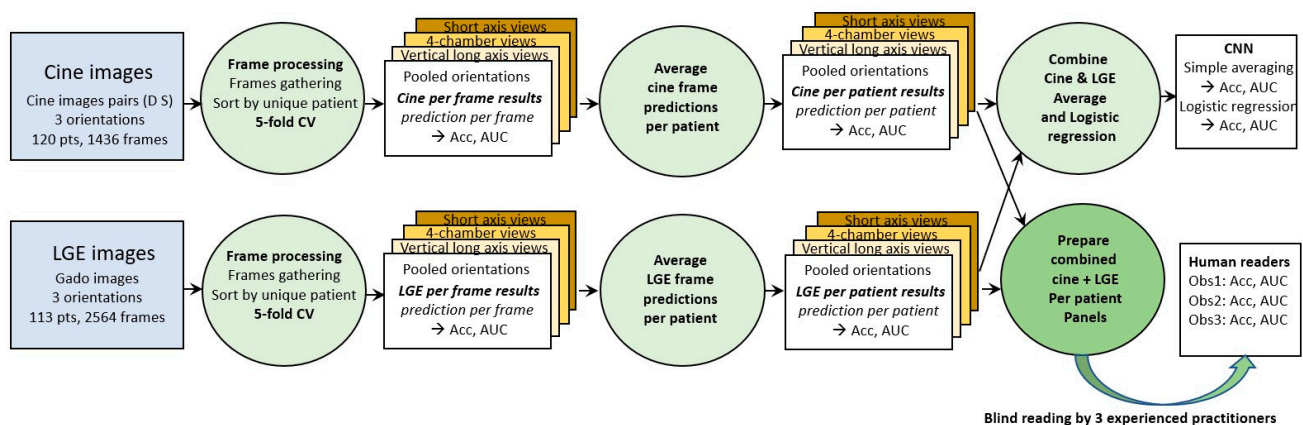 Cine images
Cine images pairs (D S)
3 orientations
120 pts, 1436 frames
Frame processing
Frames gathering
Sort by unique patient
5-fold CV
Short axis views
4-chamber views
Vertical long axis views
Pooled orientations
Cine per frame results
prediction per frame
→ Acc, AUC
Average
cine frame
predictions
per patient
Short axis views
4-chamber views
Vertical long axis views
Pooled orientations
Cine per patient results
prediction per patient
→ Acc, AUC
Combine
Cine & LGE
Average
and Logistic
regression
CNN
Simple averaging
→ Acc, AUC
Logistic regression
→ Acc, AUC
LGE images
Gado images
3 orientations
113 pts, 2564 frames
Frame processing
Frames gathering
Sort by unique patient
5-fold CV
Short axis views
4-chamber views
Vertical long axis views
Pooled orientations
LGE per frame results
prediction per frame
→ Acc, AUC
Average
LGE frame
predictions
per patient
Short axis views
4-chamber views
Vertical long axis views
Pooled orientations
LGE per patient results
prediction per patient
→ Acc, AUC
Prepare
combined
cine + LGE
Per patient
Panels
Human readers
Obs1: Acc, AUC
Obs2: Acc, AUC
Obs3: Acc, AUC
Blind reading by 3 experienced practitioners